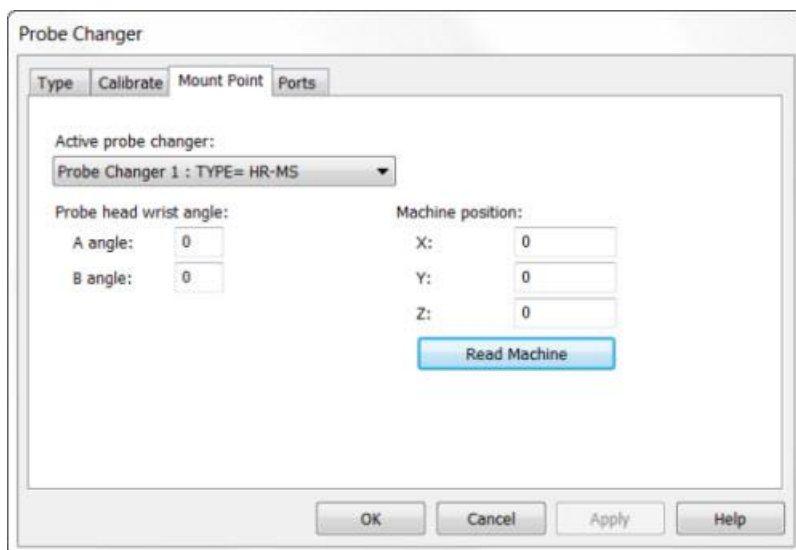 Probe Changer
Type Calibrate Mount Point Ports
Active probe changer:
Probe Changer 1 : TYPE= HR-MS
Probe head wrist angle: Machine position:
A angle: 0 X: 0
B angle: 0 Y: 0
Z: 0
Read Machine
OK Cancel Apply Help